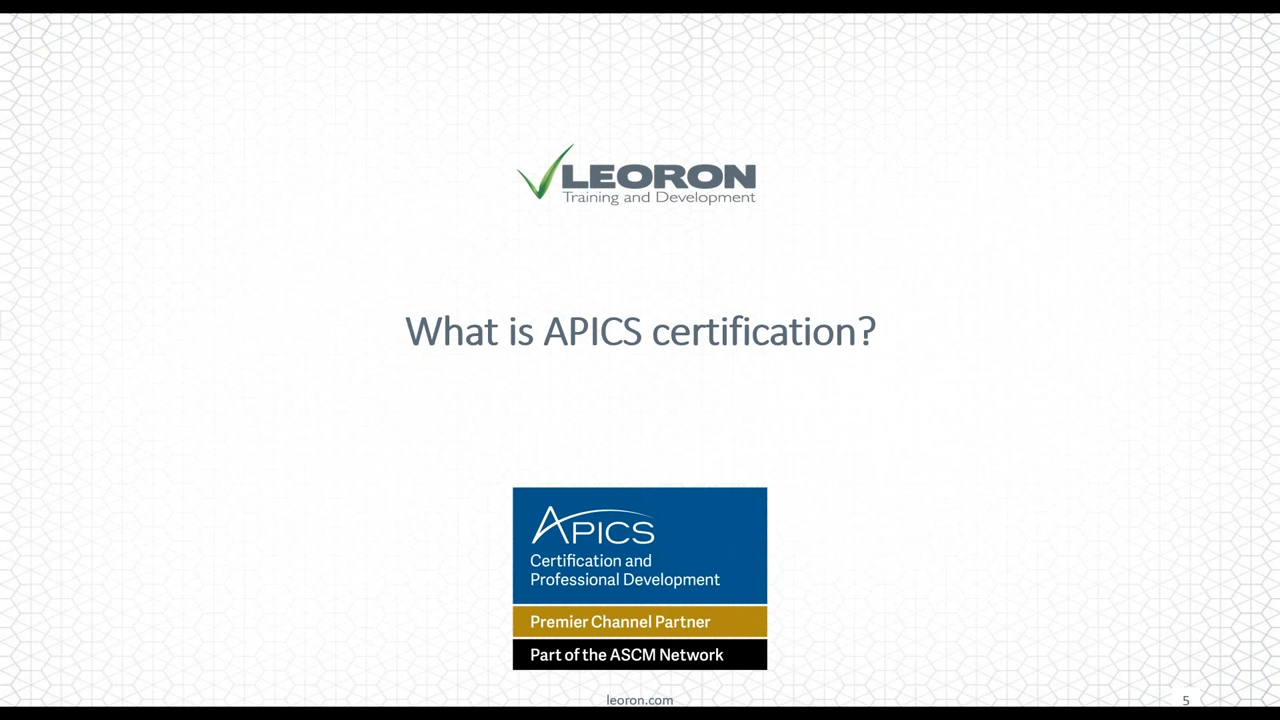 LEORON
Training and Development
What is APICS certification?
APICS
Certification and
Professional Development
Premier Channel Partner
Part of the ASCM Network
leoron.com
5